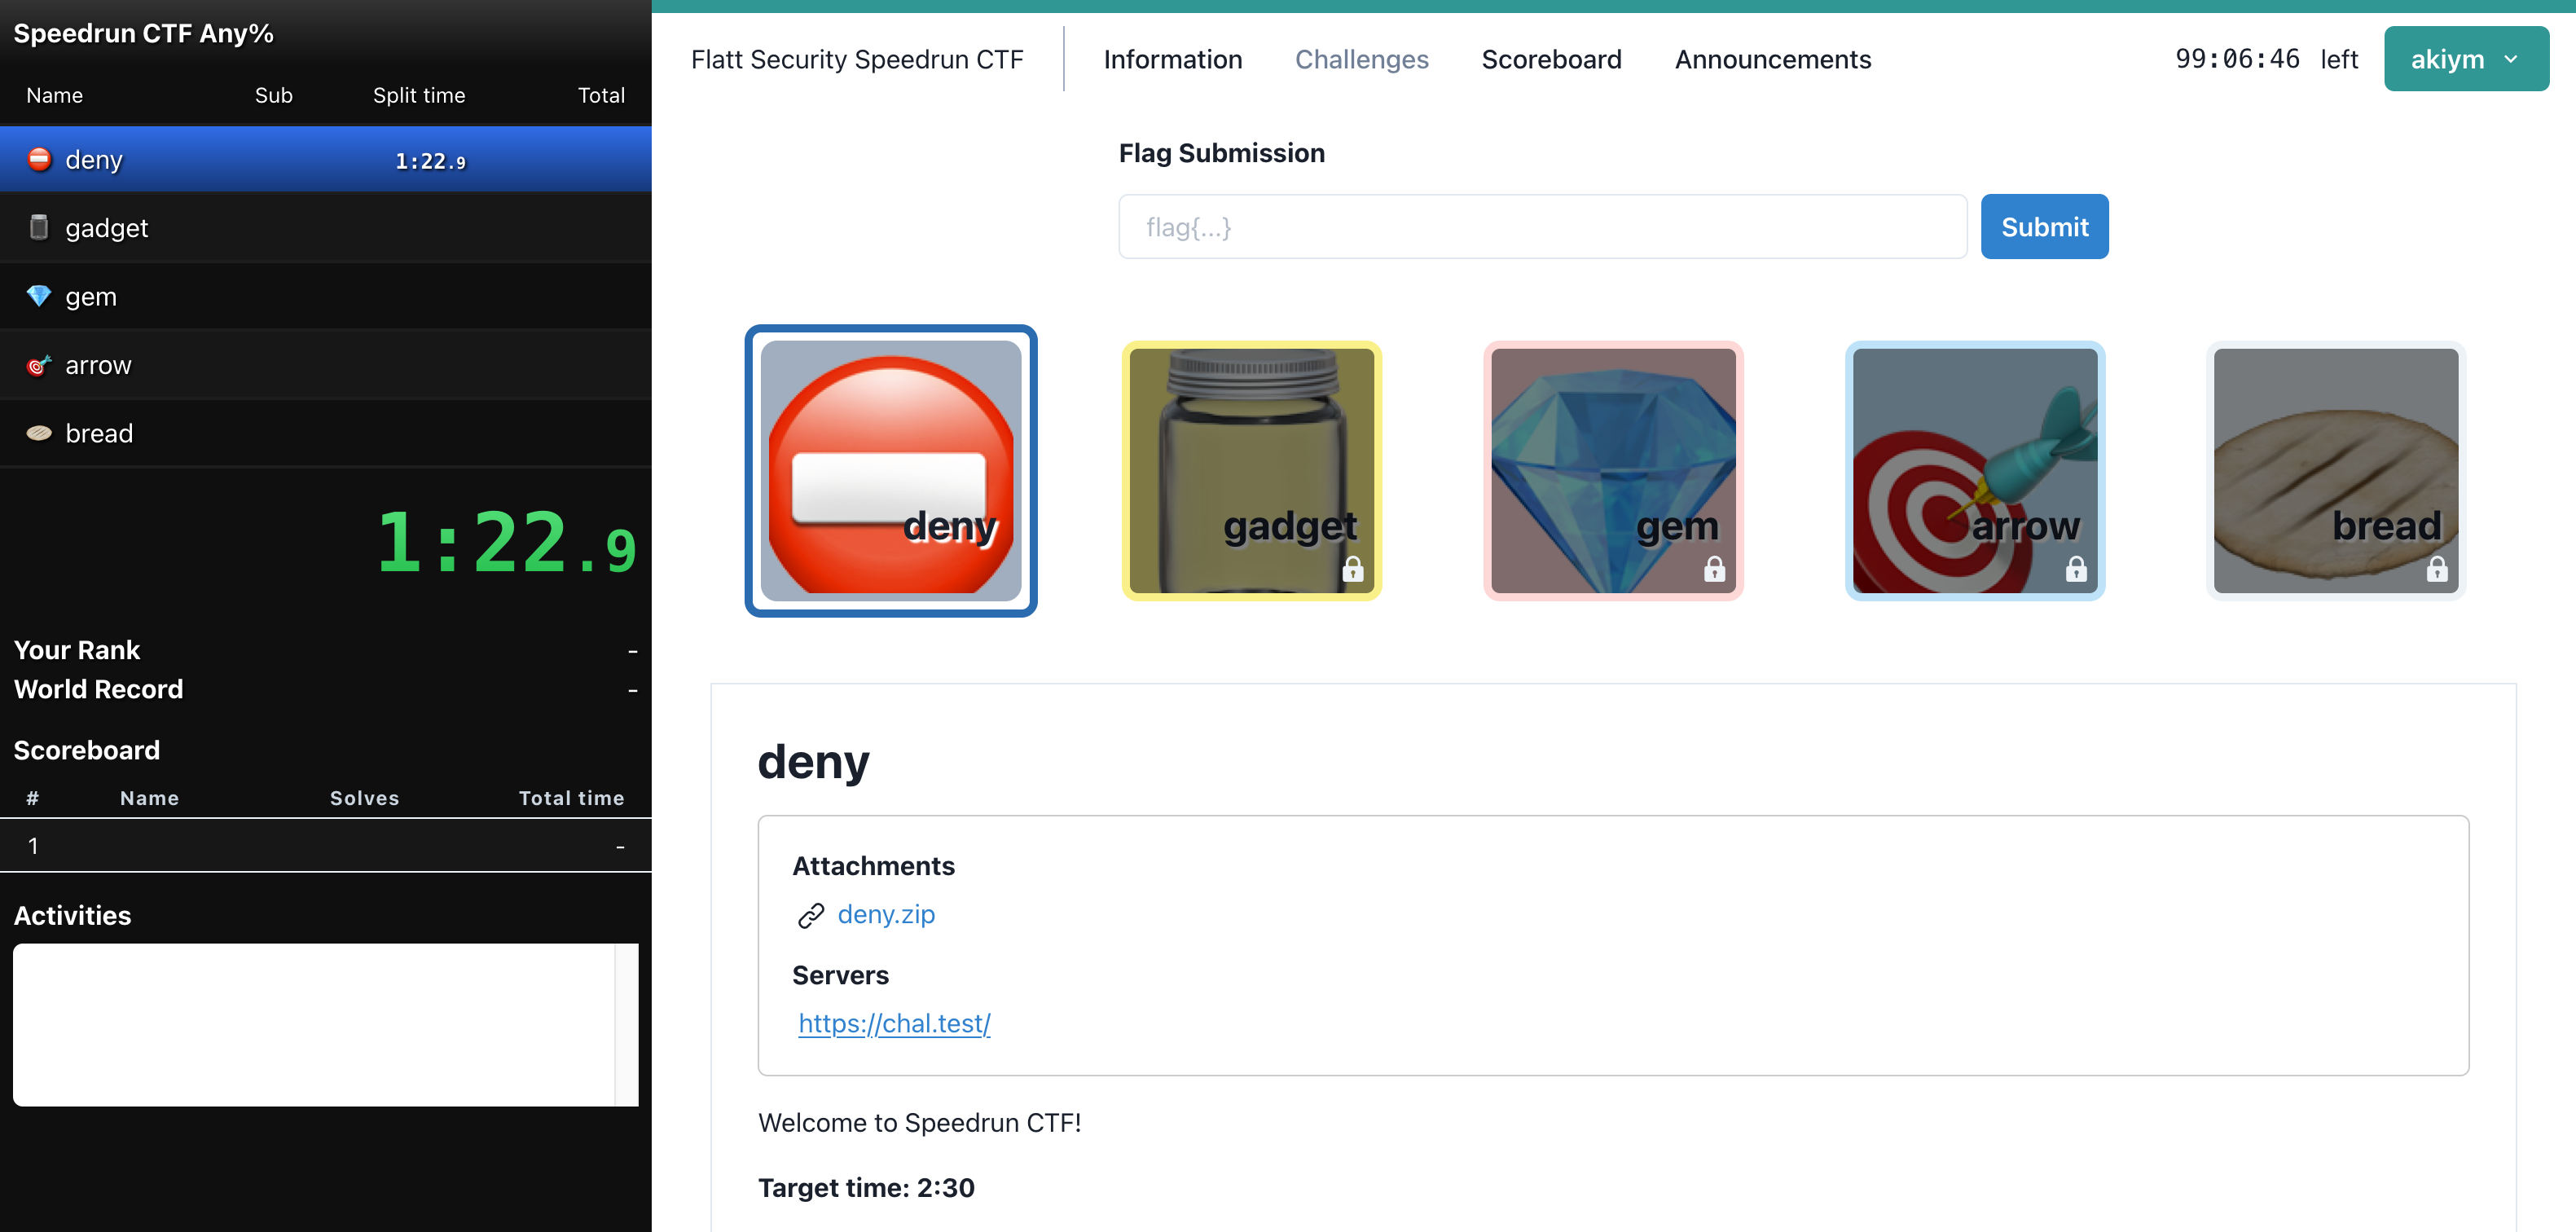 Speedrun CTF Any%
Name Sub Split time Total
deny 1:22.9
gadget
gem
arrow
bread
1:22.9
Your Rank -
World Record -
Scoreboard
# Name Solves Total time
1 -
Activities
Flatt Security Speedrun CTF Information Challenges Scoreboard Announcements 99:06:46 left akiym
Flag Submission
flag{...} Submit
deny gadget gem arrow bread
deny
Attachments
deny.zip
Servers
https://chal.test/
Welcome to Speedrun CTF!
Target time: 2:30